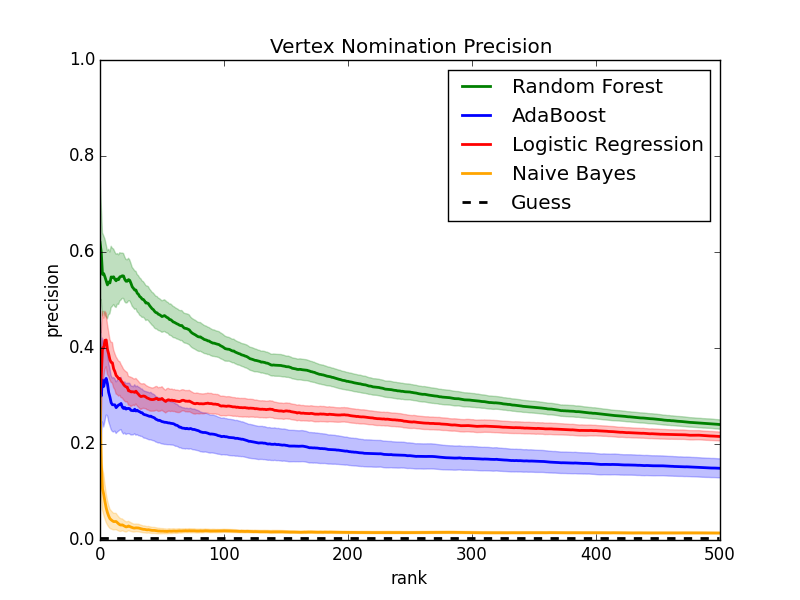 Vertex Nomination Precision
1.0
0.8
0.6
0.4
0.2
0.0
precision
Random Forest
AdaBoost
Logistic Regression
Naive Bayes
Guess
0 100 200 300 400 500
rank